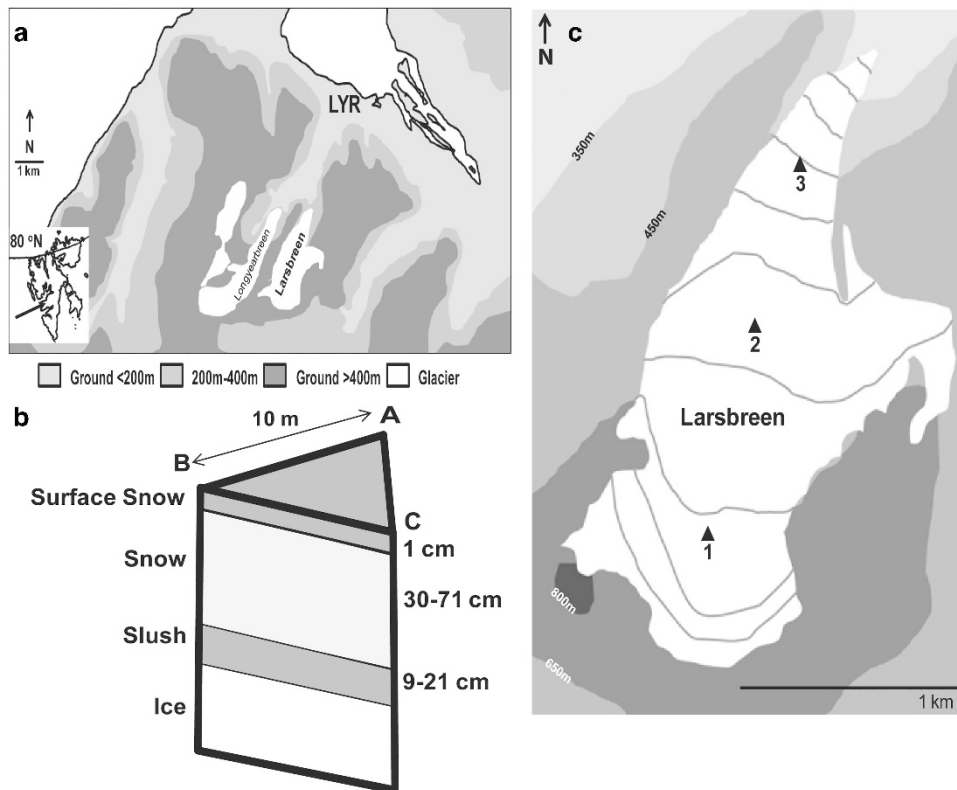 a
LYR
N
1 km
80 ºN
Longyearbreen
Larsbreen
Ground <200m
200m-400m
Ground >400m
Glacier
b
10 m
A
B
C
Surface Snow
1 cm
Snow
30-71 cm
Slush
9-21 cm
Ice
c
N
350m
450m
3
2
Larsbreen
1
800m
650m
1 km